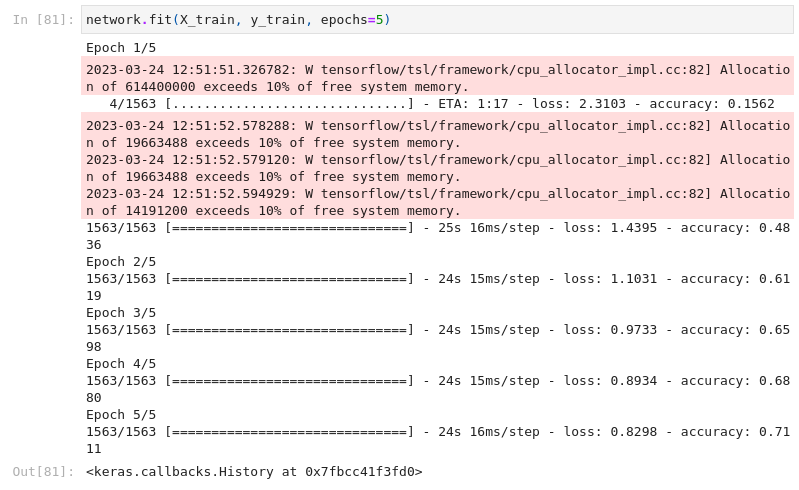 In [81]: network.fit(X_train, y_train, epochs=5)
Epoch 1/5
2023-03-24 12:51:51.326782: W tensorflow/tsl/framework/cpu_allocator_impl.cc:82] Allocatio
n of 614400000 exceeds 10% of free system memory.
   4/1563 [..............................] - ETA: 1:17 - loss: 2.3103 - accuracy: 0.1562
2023-03-24 12:51:52.578288: W tensorflow/tsl/framework/cpu_allocator_impl.cc:82] Allocatio
n of 19663488 exceeds 10% of free system memory.
2023-03-24 12:51:52.579120: W tensorflow/tsl/framework/cpu_allocator_impl.cc:82] Allocatio
n of 19663488 exceeds 10% of free system memory.
2023-03-24 12:51:52.594929: W tensorflow/tsl/framework/cpu_allocator_impl.cc:82] Allocatio
n of 14191200 exceeds 10% of free system memory.
1563/1563 [==============================] - 25s 16ms/step - loss: 1.4395 - accuracy: 0.48
36
Epoch 2/5
1563/1563 [==============================] - 24s 15ms/step - loss: 1.1031 - accuracy: 0.61
19
Epoch 3/5
1563/1563 [==============================] - 24s 15ms/step - loss: 0.9733 - accuracy: 0.65
98
Epoch 4/5
1563/1563 [==============================] - 24s 15ms/step - loss: 0.8934 - accuracy: 0.68
80
Epoch 5/5
1563/1563 [==============================] - 24s 16ms/step - loss: 0.8298 - accuracy: 0.71
11
Out[81]: <keras.callbacks.History at 0x7fbcc41f3fd0>